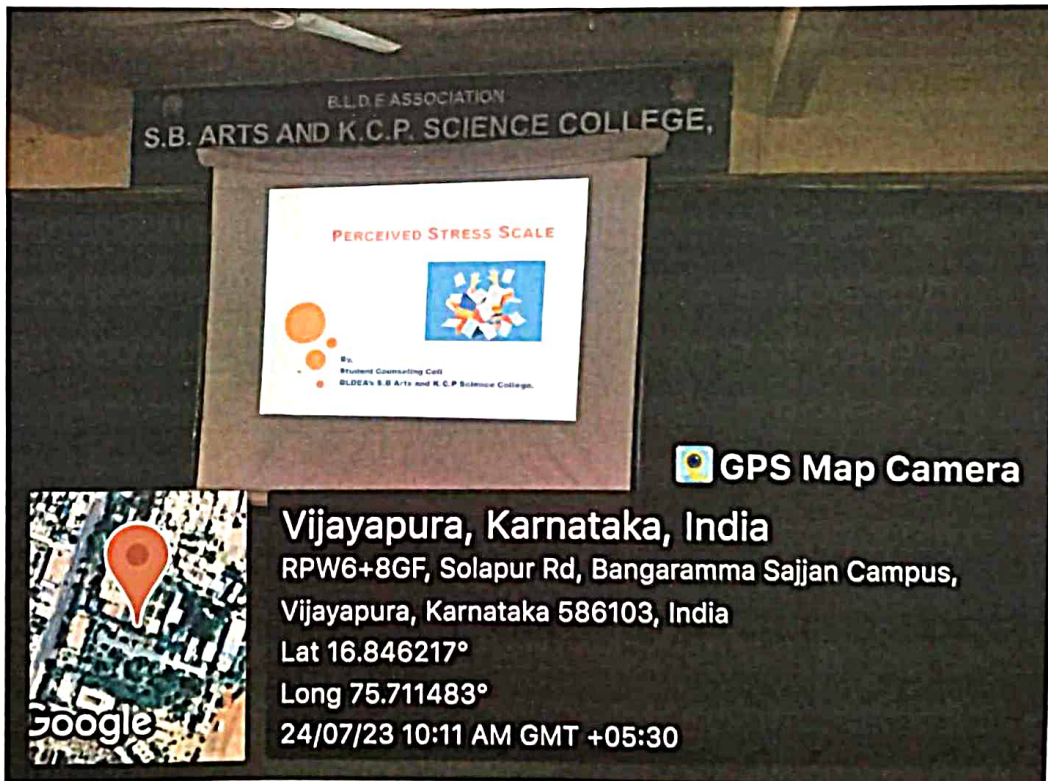 B.L.D.E ASSOCIATION
S.B. ARTS AND K.C.P. SCIENCE COLLEGE,
PERCEIVED STRESS SCALE
By,
Student Counseling Cell
BLDEA's S.B Arts and K.C.P Science College.
GPS Map Camera
Vijayapura, Karnataka, India
RPW6+8GF, Solapur Rd, Bangaramma Sajjan Campus,
Vijayapura, Karnataka 586103, India
Lat 16.846217°
Long 75.711483°
24/07/23 10:11 AM GMT +05:30
Google